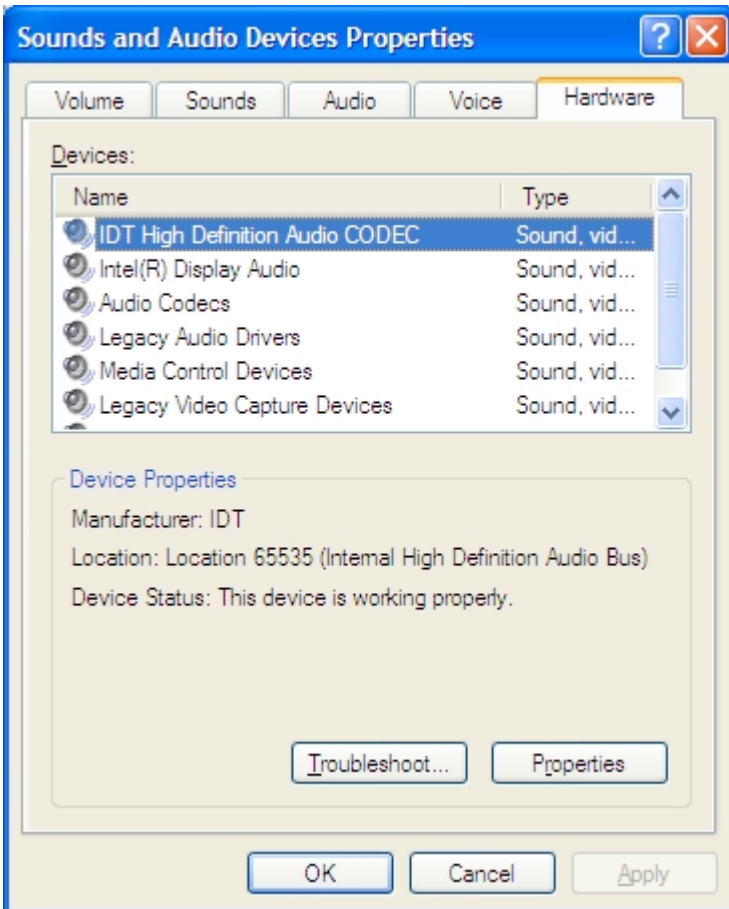 Sounds and Audio Devices Properties
Volume Sounds Audio Voice Hardware
Devices:
Name Type
IDT High Definition Audio CODEC Sound, vid...
Intel(R) Display Audio Sound, vid...
Audio Codecs Sound, vid...
Legacy Audio Drivers Sound, vid...
Media Control Devices Sound, vid...
Legacy Video Capture Devices Sound, vid...
Device Properties
Manufacturer: IDT
Location: Location 65535 (Internal High Definition Audio Bus)
Device Status: This device is working properly.
Troubleshoot... Properties
OK Cancel Apply